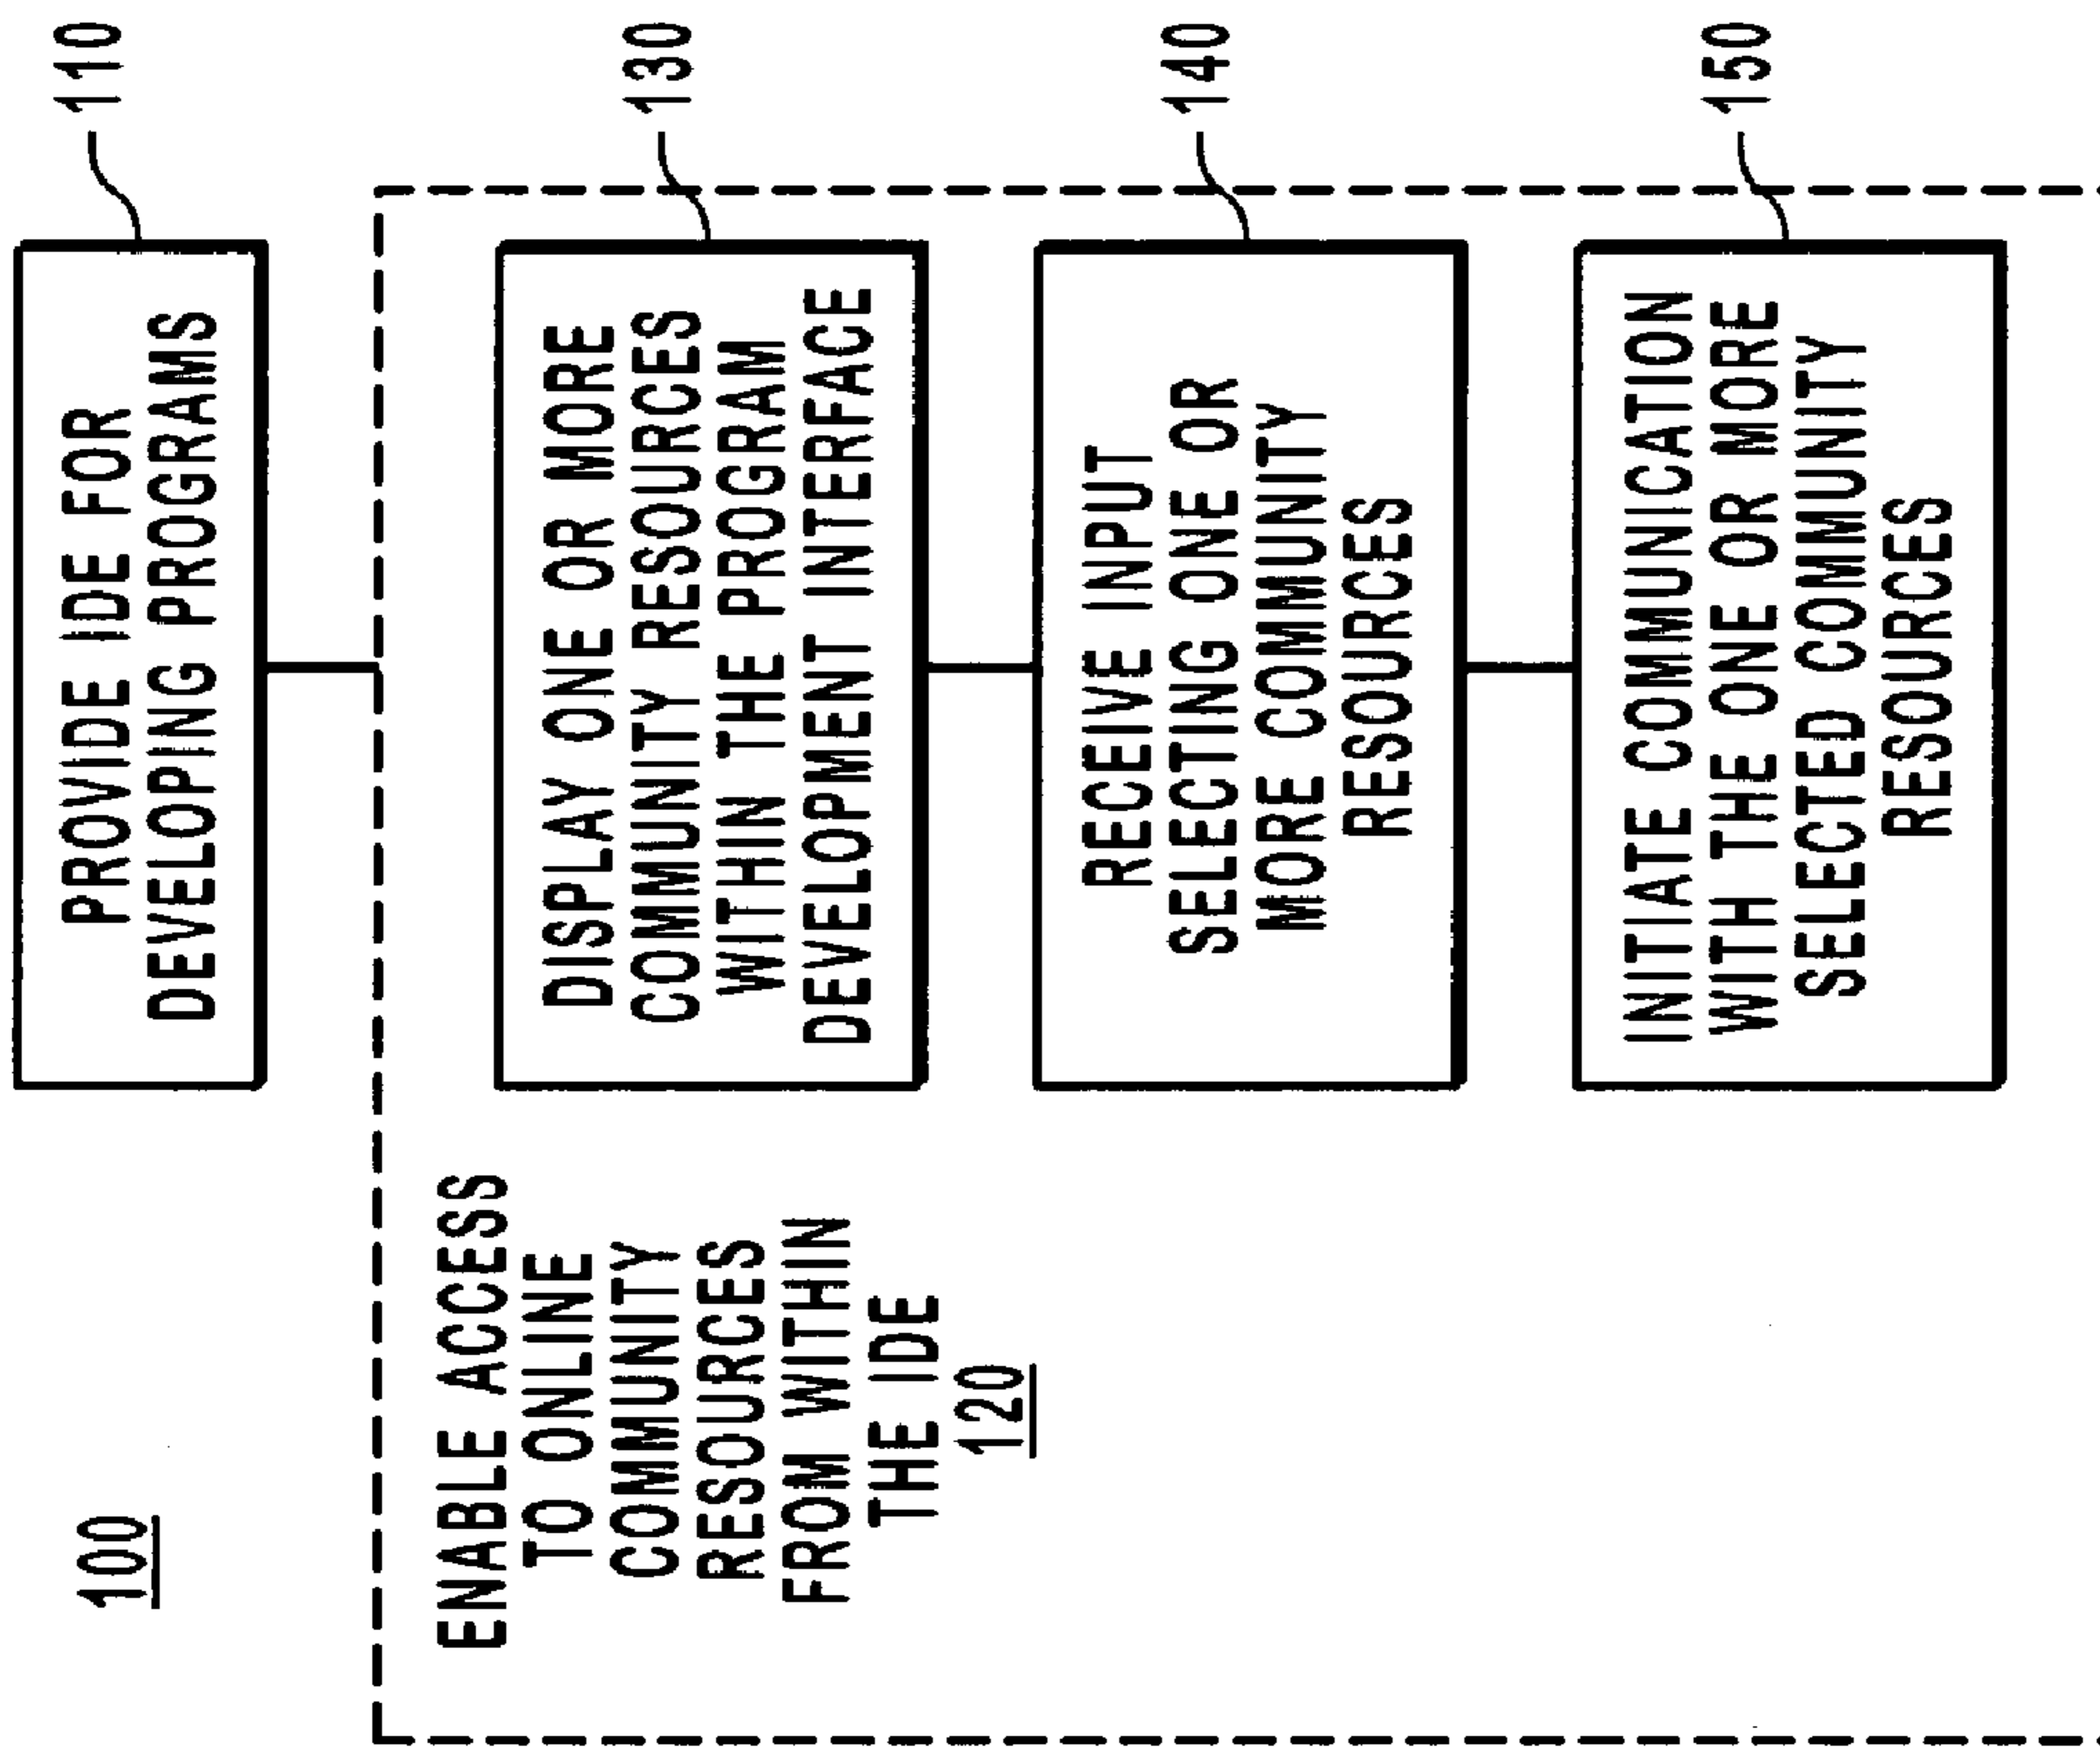 100
PROVIDE IDE FOR
DEVELOPING PROGRAMS
110
ENABLE ACCESS
TO ONLINE
COMMUNITY
RESOURCES
FROM WITHIN
THE IDE
120
DISPLAY ONE OR MORE
COMMUNITY RESOURCES
WITHIN THE PROGRAM
DEVELOPMENT INTERFACE
130
RECEIVE INPUT
SELECTING ONE OR
MORE COMMUNITY
RESOURCES
140
INITIATE COMMUNICATION
WITH THE ONE OR MORE
SELECTED COMMUNITY
RESOURCES
150